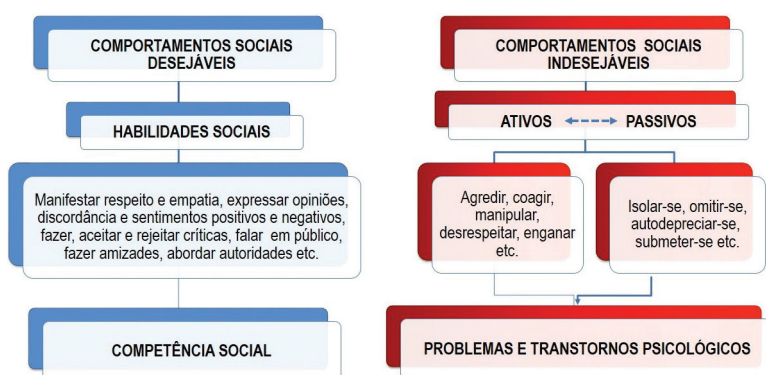 COMPORTAMENTOS SOCIAIS
DESEJÁVEIS
HABILIDADES SOCIAIS
Manifestar respeito e empatia, expressar opiniões,
discordância e sentimentos positivos e negativos,
fazer, aceitar e rejeitar críticas, falar em público,
fazer amizades, abordar autoridades etc.
COMPETÊNCIA SOCIAL
COMPORTAMENTOS SOCIAIS
INDESEJÁVEIS
ATIVOS PASSIVOS
Agredir, coagir,
manipular,
desrespeitar, enganar
etc.
Isolar-se, omitir-se,
autodepreciar-se,
submeter-se etc.
PROBLEMAS E TRANSTORNOS PSICOLÓGICOS